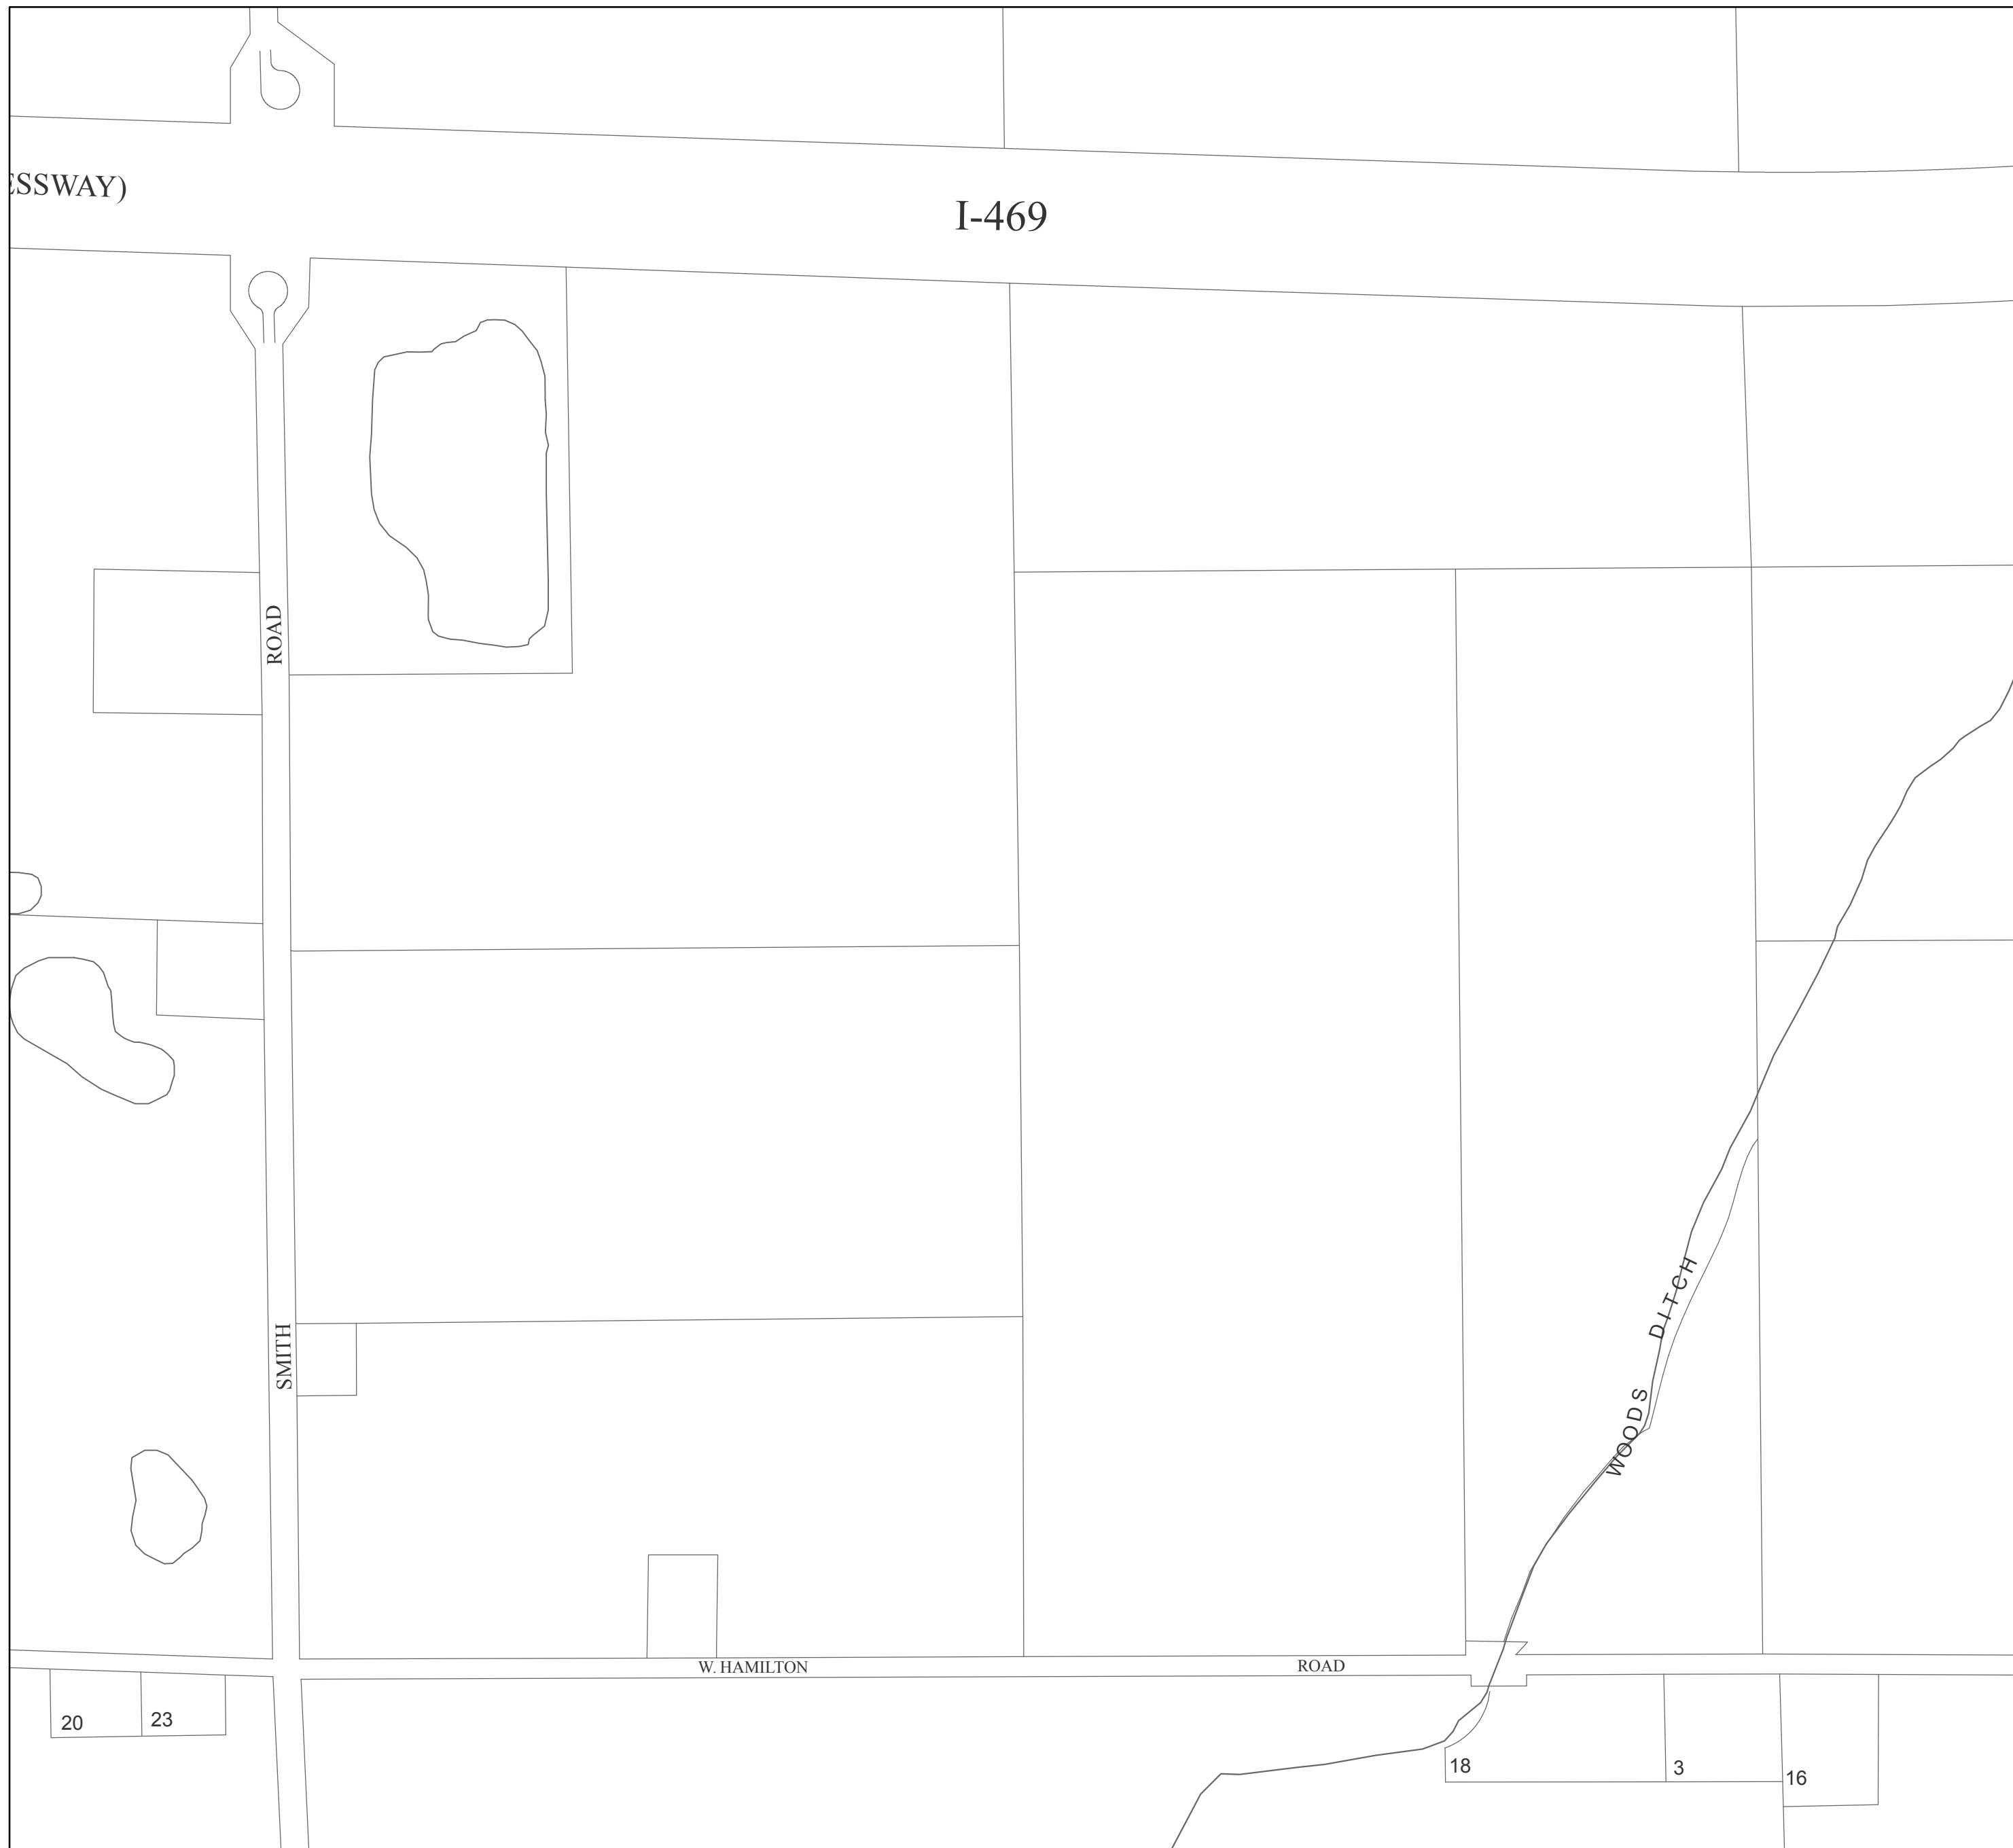 ESSWAY)
I-469
ROAD
SMITH
WOODS DITCH
W. HAMILTON ROAD
20
23
18
3
16